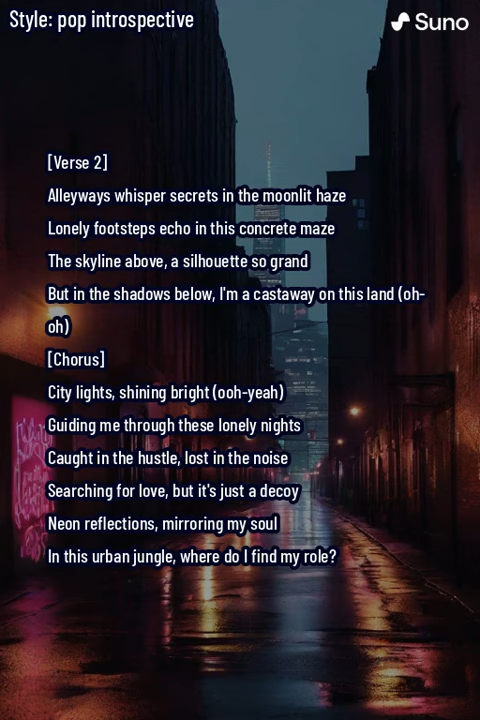 Style: pop introspective
Suno
[Verse 2]
Alleyways whisper secrets in the moonlit haze
Lonely footsteps echo in this concrete maze
The skyline above, a silhouette so grand
But in the shadows below, I'm a castaway on this land (oh-
oh)
[Chorus]
City lights, shining bright (ooh-yeah)
Guiding me through these lonely nights
Caught in the hustle, lost in the noise
Searching for love, but it's just a decoy
Neon reflections, mirroring my soul
In this urban jungle, where do I find my role?